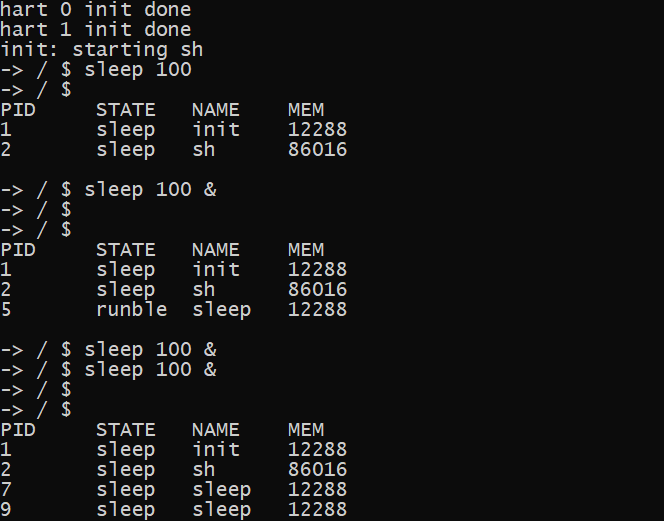 hart 0 init done
hart 1 init done
init: starting sh
-> / $ sleep 100
-> / $
PID     STATE   NAME    MEM
1       sleep   init    12288
2       sleep   sh      86016

-> / $ sleep 100 &
-> / $
-> / $
PID     STATE   NAME    MEM
1       sleep   init    12288
2       sleep   sh      86016
5       runble  sleep   12288

-> / $ sleep 100 &
-> / $ sleep 100 &
-> / $
-> / $
PID     STATE   NAME    MEM
1       sleep   init    12288
2       sleep   sh      86016
7       sleep   sleep   12288
9       sleep   sleep   12288